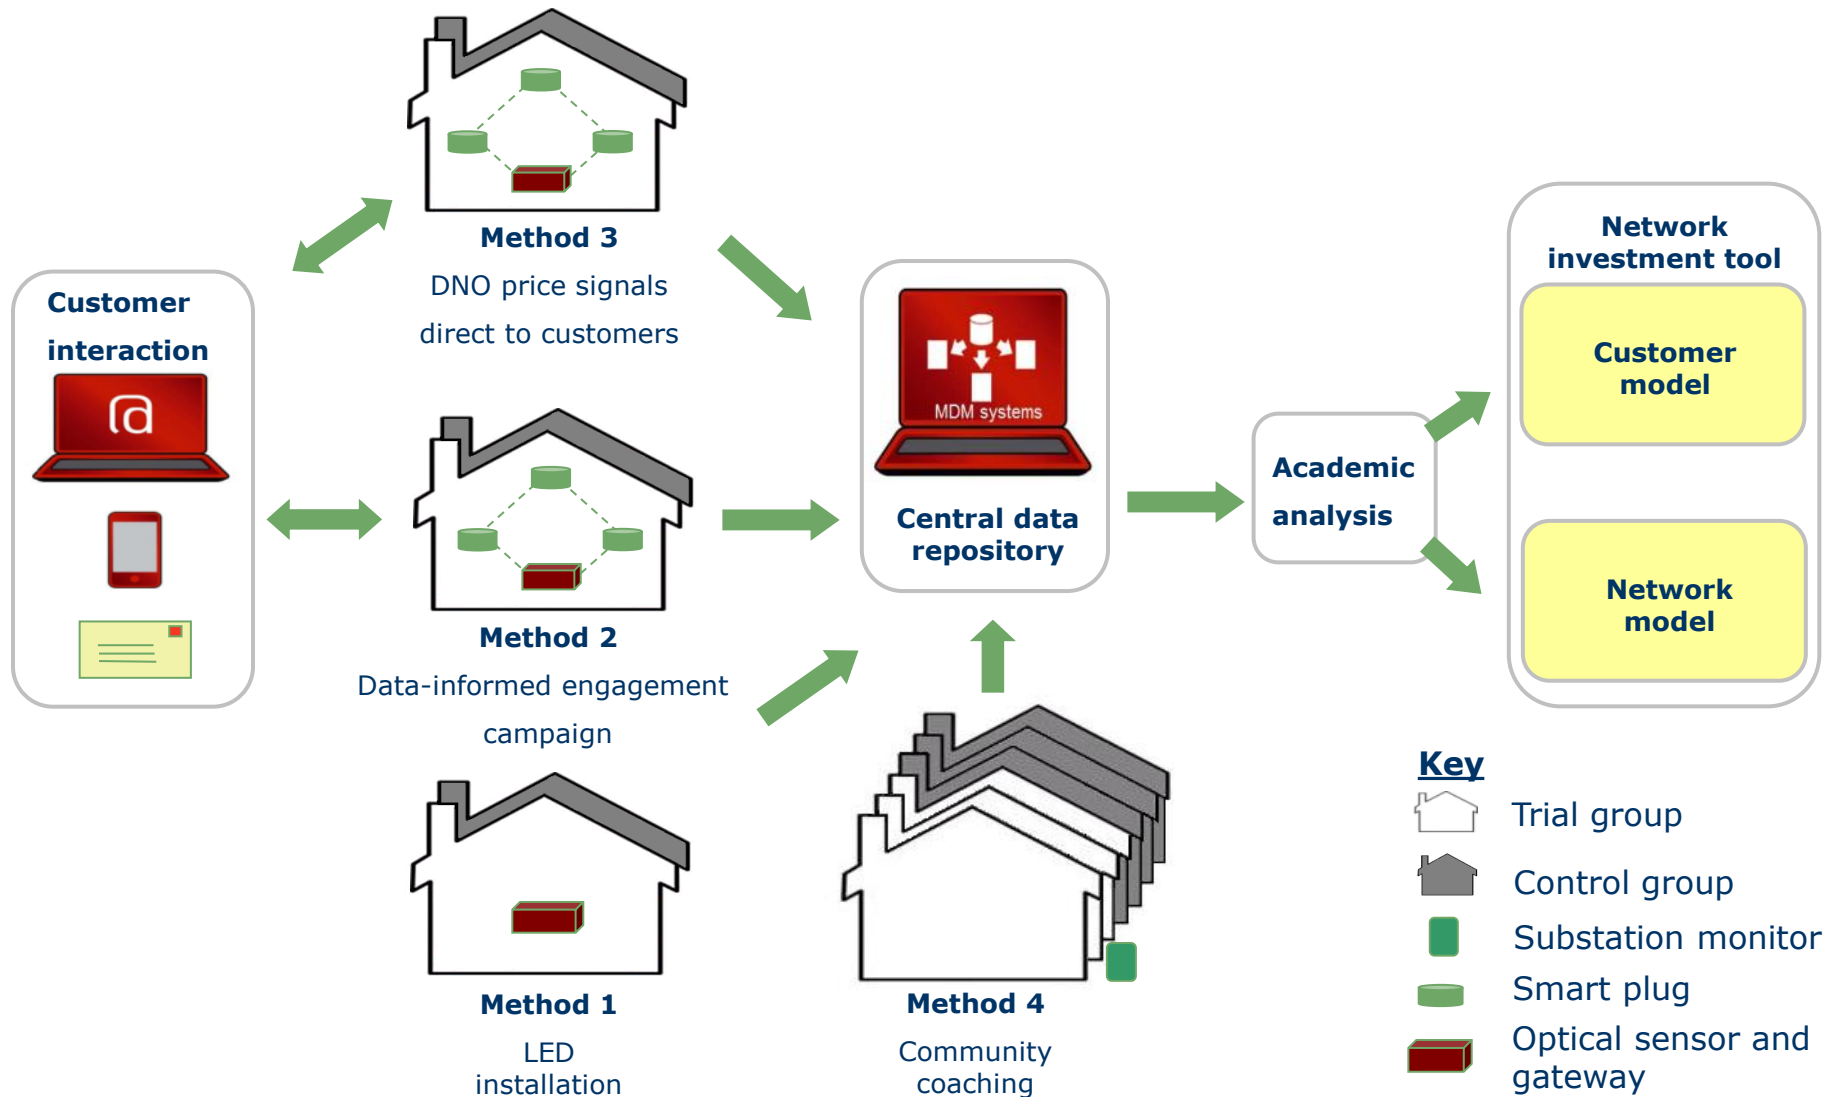 Customer
interaction
@
Method 3
DNO price signals
direct to customers
Method 2
Data-informed engagement
campaign
Method 1
LED
installation
MDM systems
Central data
repository
Method 4
Community
coaching
Academic
analysis
Network
investment tool
Customer
model
Network
model
Key
Trial group
Control group
Substation monitor
Smart plug
Optical sensor and
gateway